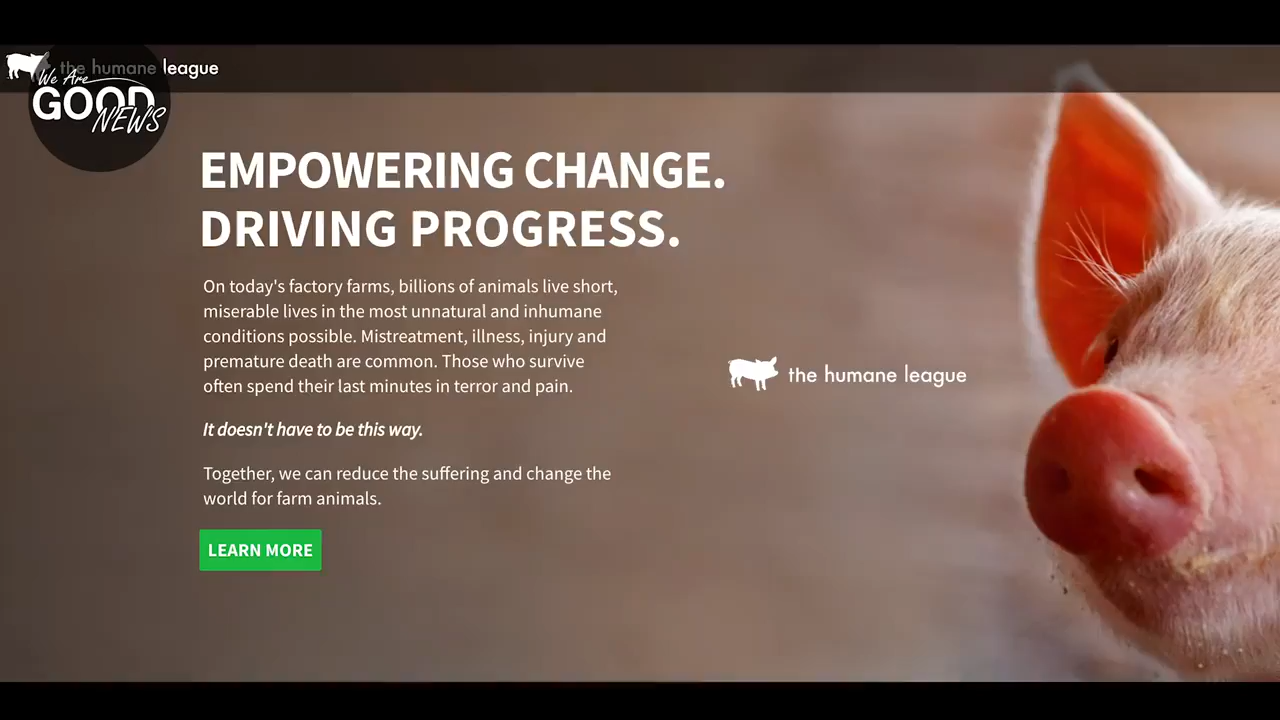 the humane league
We Are
GOOD
NEWS
EMPOWERING CHANGE.
DRIVING PROGRESS.
On today's factory farms, billions of animals live short,
miserable lives in the most unnatural and inhumane
conditions possible. Mistreatment, illness, injury and
premature death are common. Those who survive
often spend their last minutes in terror and pain.
It doesn't have to be this way.
Together, we can reduce the suffering and change the
world for farm animals.
LEARN MORE
the humane league